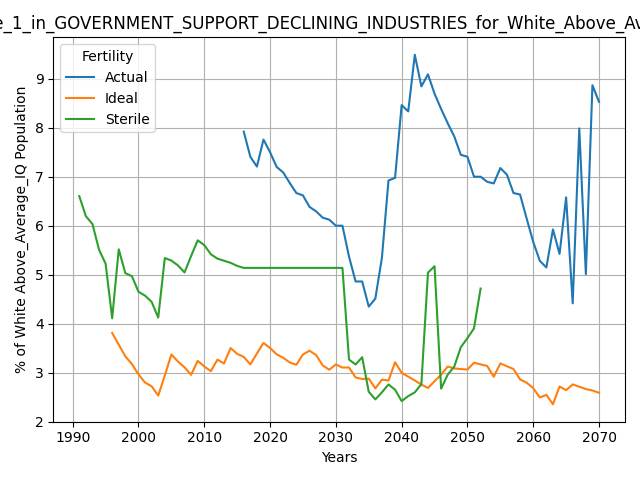 e_1_in_GOVERNMENT_SUPPORT_DECLINING_INDUSTRIES_for_White_Above_Av
Fertility
Actual
Ideal
Sterile
% of White Above_Average_IQ Population
9
8
7
6
5
4
3
2
1990
2000
2010
2020
2030
2040
2050
2060
2070
Years